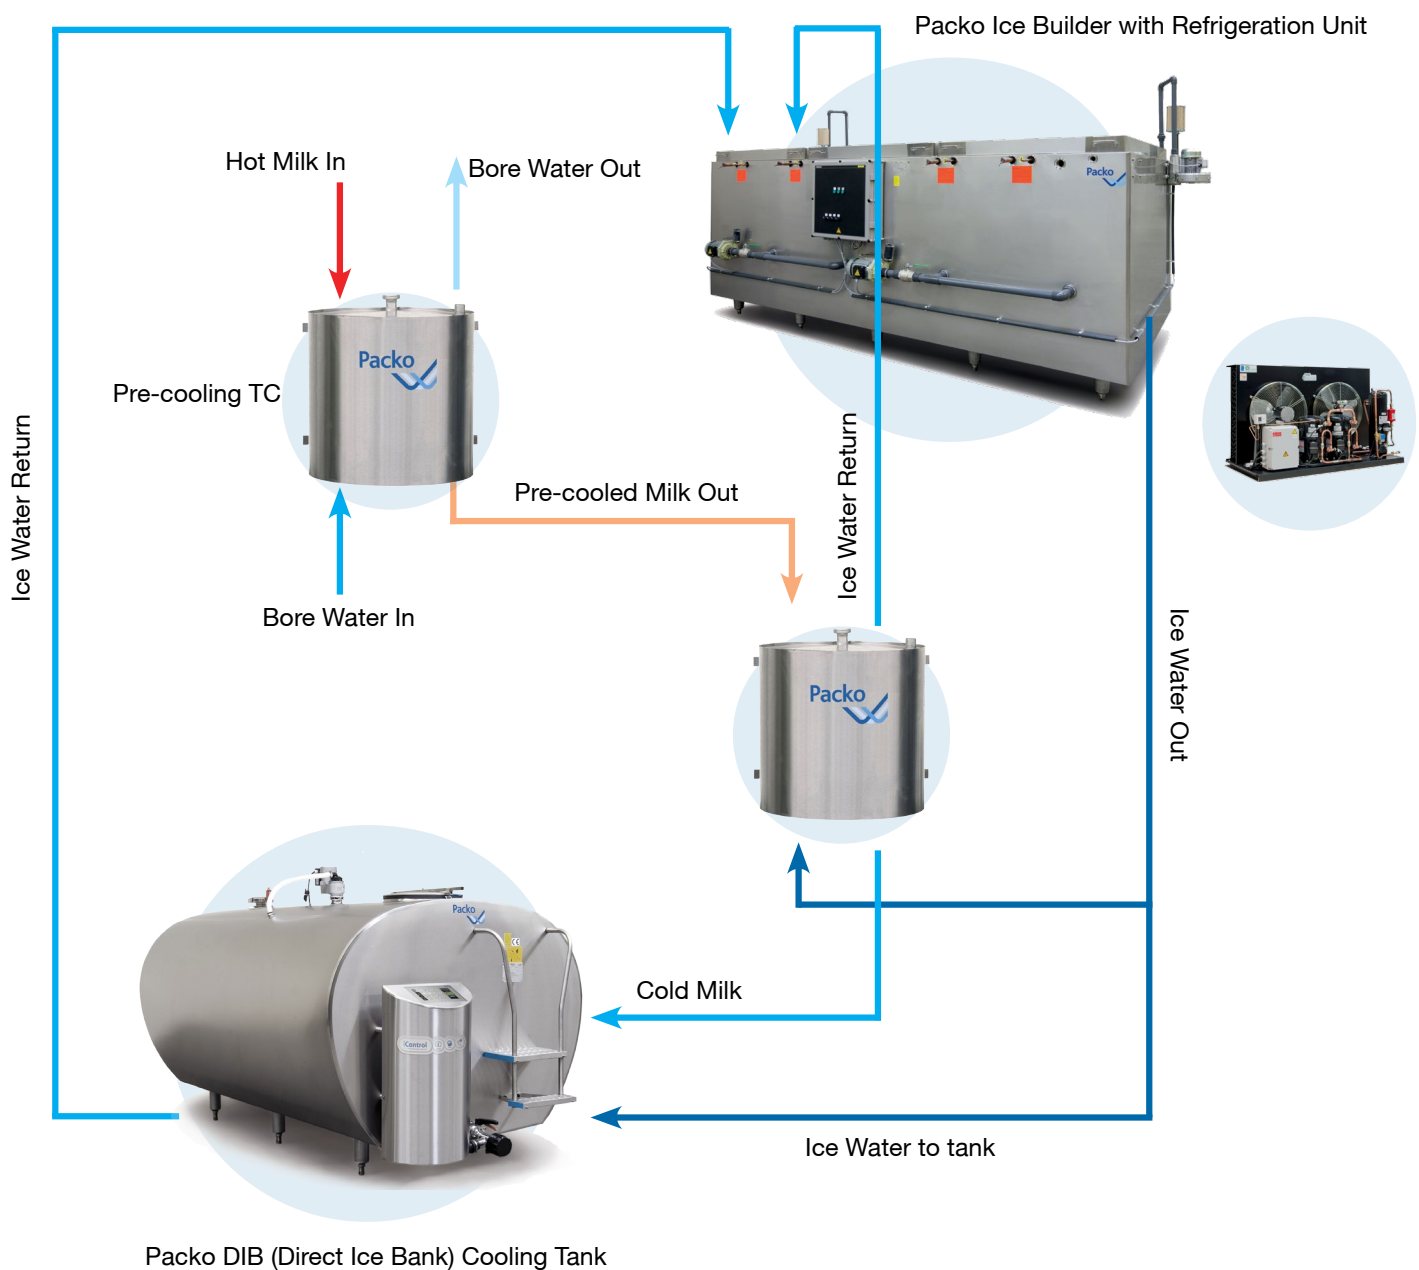 Packo Ice Builder with Refrigeration Unit
Hot Milk In
Bore Water Out
Packo
Packo
Pre-cooling TC
Ice Water Return
Ice Water Return
Pre-cooled Milk Out
Bore Water In
Ice Water Out
Packo
Packo
Control
Cold Milk
Ice Water to tank
Packo DIB (Direct Ice Bank) Cooling Tank